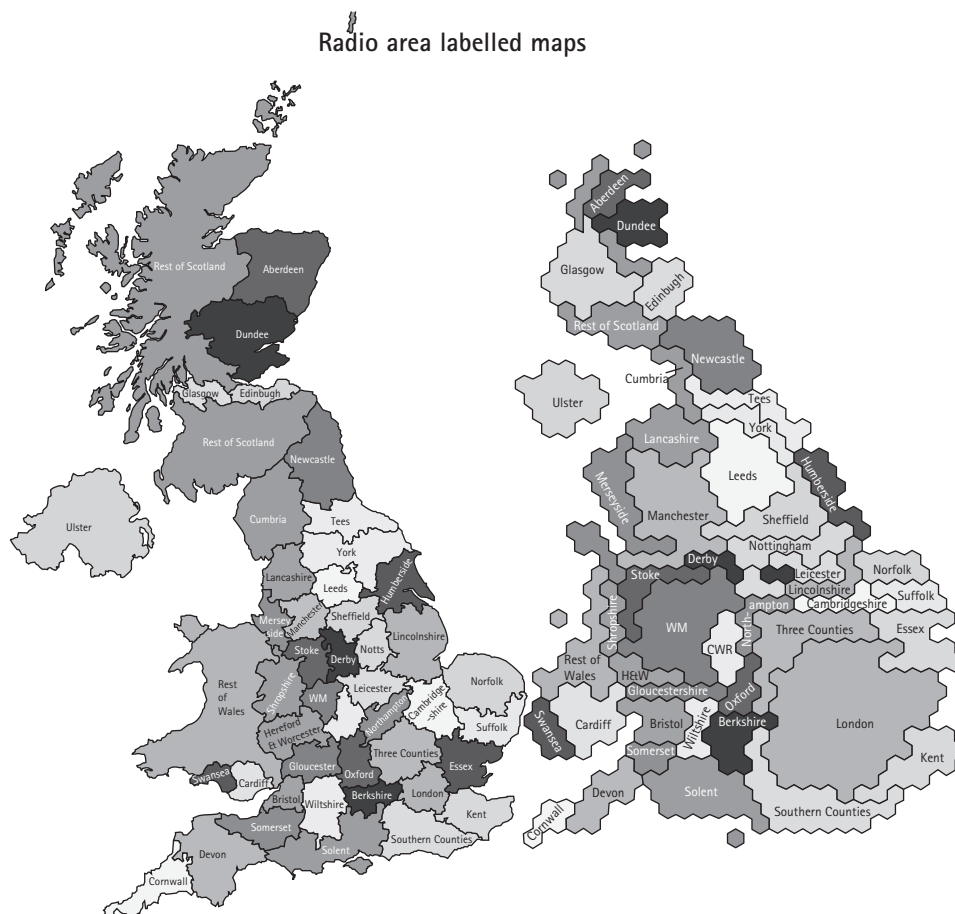 Radio area labelled maps
Rest of Scotland
Aberdeen
Dundee
Glasgow
Edinbugh
Rest of Scotland
Newcastle
Ulster
Cumbria
Tees
York
Lancashire
Leeds
Humberside
Mersey
side
Manchester
Sheffield
Lincolnshire
Stoke
Derby
Notts
Shropshire
Rest
of
Wales
WM
Leicester
Norfolk
Northampton
Cambridge
-shire
Suffolk
Hereford
& Worcester
Gloucester
Oxford
Three Counties
Essex
Swansea
Cardiff
Bristol
Wiltshire
Berkshire
London
Kent
Somerset
Solent
Southern Counties
Devon
Cornwall
Aberdeen
Dundee
Glasgow
Edinbugh
Rest of Scotland
Newcastle
Cumbria
Ulster
Tees
York
Lancashire
Leeds
Humberside
Merseyside
Manchester
Sheffield
Nottingham
Derby
Stoke
Leicester
Norfolk
Lincolnshire
Suffolk
Cambridgeshire
North-
ampton
Shropshire
WM
Three Counties
Essex
CWR
Rest of
Wales
H&W
Gloucestershire
Oxford
Swansea
Cardiff
Bristol
Wiltshire
Berkshire
London
Somerset
Kent
Devon
Solent
Southern Counties
Cornwall